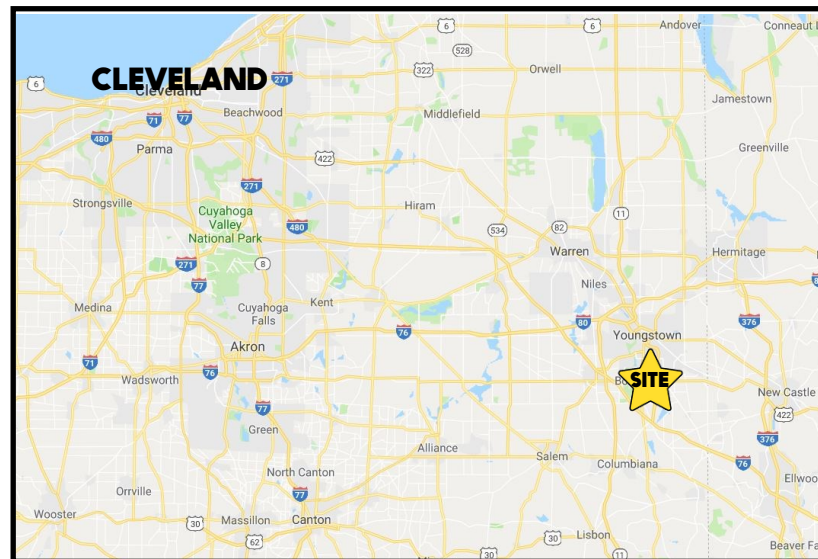 6
6
Andover
Conneaut L
528
CLEVELAND
Cleveland
271
322
Orwell
6
Jamestown
Beachwood
Middlefield
71
77
480
Parma
422
Greenville
271
Strongsville
Cuyahoga
Valley
National Park
Hiram
11
480
534
82
Warren
Hermitage
271
8
77
Niles
Medina
Cuyahoga
Falls
Kent
80
376
76
Youngstown
Akron
71
76
Wadsworth
SITE
New Castle
77
422
Green
376
Alliance
Salem
Columbiana
76
North Canton
Ellwoo
Orrville
77
Wooster
30
Massillon
Canton
62
30
Lisbon
30
11
Beaver Fa